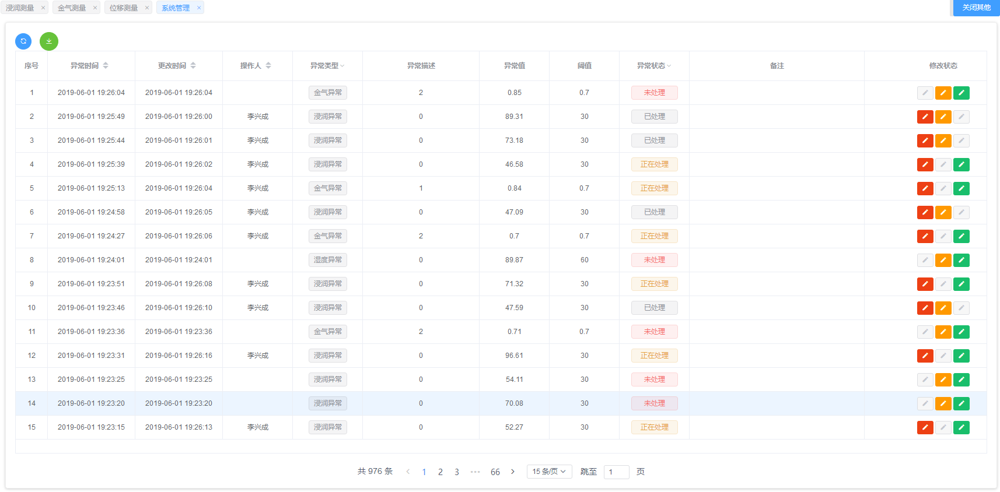 浸润测量 × 金气测量 × 位移测量 × 系统管理 × 关闭其他
序号 异常时间 更改时间 操作人 异常类型 异常描述 异常值 阈值 异常状态 备注 修改状态
1 2019-06-01 19:26:04 2019-06-01 19:26:04 金气异常 2 0.85 0.7 未处理
2 2019-06-01 19:25:49 2019-06-01 19:26:00 李兴成 浸润异常 0 89.31 30 已处理
3 2019-06-01 19:25:44 2019-06-01 19:26:01 李兴成 浸润异常 0 73.18 30 已处理
4 2019-06-01 19:25:39 2019-06-01 19:26:02 李兴成 浸润异常 0 46.58 30 正在处理
5 2019-06-01 19:25:13 2019-06-01 19:26:04 李兴成 金气异常 1 0.84 0.7 正在处理
6 2019-06-01 19:24:58 2019-06-01 19:26:05 李兴成 浸润异常 0 47.09 30 已处理
7 2019-06-01 19:24:27 2019-06-01 19:26:06 李兴成 金气异常 2 0.7 0.7 正在处理
8 2019-06-01 19:24:01 2019-06-01 19:24:01 湿度异常 0 89.87 60 未处理
9 2019-06-01 19:23:51 2019-06-01 19:26:08 李兴成 浸润异常 0 71.32 30 正在处理
10 2019-06-01 19:23:46 2019-06-01 19:26:10 李兴成 浸润异常 0 47.59 30 已处理
11 2019-06-01 19:23:36 2019-06-01 19:23:36 金气异常 2 0.71 0.7 未处理
12 2019-06-01 19:23:31 2019-06-01 19:26:16 李兴成 浸润异常 0 96.61 30 正在处理
13 2019-06-01 19:23:25 2019-06-01 19:23:25 浸润异常 0 54.11 30 未处理
14 2019-06-01 19:23:20 2019-06-01 19:23:20 浸润异常 0 70.08 30 未处理
15 2019-06-01 19:23:15 2019-06-01 19:26:13 李兴成 浸润异常 0 52.27 30 正在处理
共 976 条 1 2 3 ••• 66 15 条/页 跳至 1 页